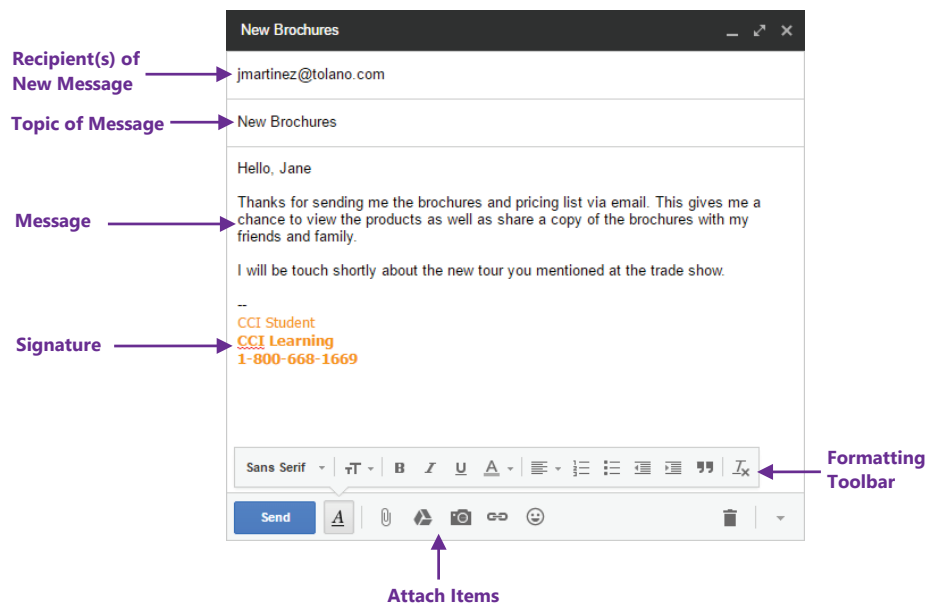 New Brochures
Recipient(s) of
New Message
jmartinez@tolano.com
Topic of Message
New Brochures
Hello, Jane
Thanks for sending me the brochures and pricing list via email. This gives me a
chance to view the products as well as share a copy of the brochures with my
friends and family.
Message
I will be touch shortly about the new tour you mentioned at the trade show.
--
CCI Student
CCI Learning
1-800-668-1669
Signature
Sans Serif
Formatting
Toolbar
Send
Attach Items